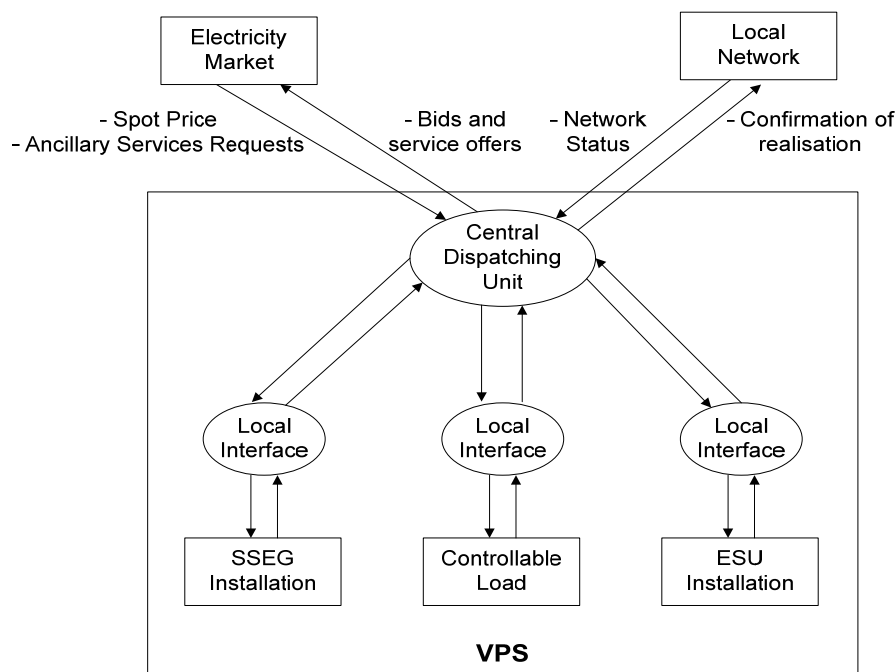 Electricity
Market
Local
Network
- Spot Price
- Ancillary Services Requests
- Bids and
service offers
- Network
Status
- Confirmation of
realisation
Central
Dispatching
Unit
Local
Interface
Local
Interface
Local
Interface
SSEG
Installation
Controllable
Load
ESU
Installation
VPS